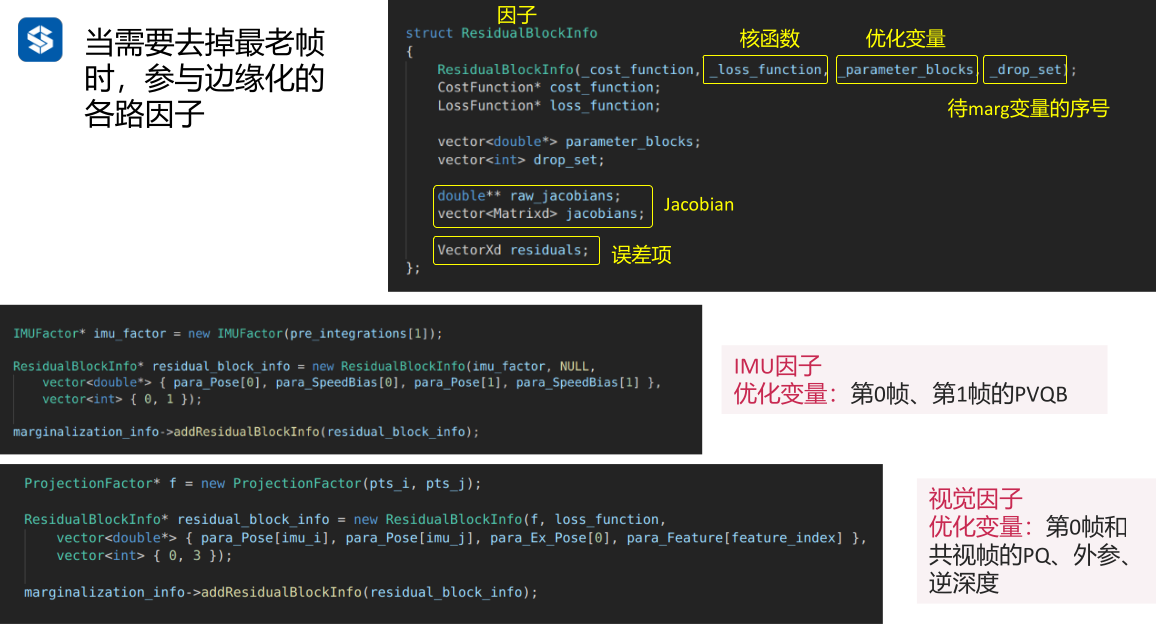 当需要去掉最老帧
时，参与边缘化的
各路因子
因子
struct ResidualBlockInfo
{
核函数
优化变量
ResidualBlockInfo(_cost_function, _loss_function, _parameter_blocks, _drop_set);
CostFunction* cost_function;
LossFunction* loss_function;
待marg变量的序号
vector<double*> parameter_blocks;
vector<int> drop_set;
double** raw_jacobians;
vector<Matrixd> jacobians;
Jacobian
VectorXd residuals;
误差项
};
IMUFactor* imu_factor = new IMUFactor(pre_integrations[1]);
ResidualBlockInfo* residual_block_info = new ResidualBlockInfo(imu_factor, NULL,
vector<double*> { para_Pose[0], para_SpeedBias[0], para_Pose[1], para_SpeedBias[1] },
vector<int> { 0, 1 });
marginalization_info->addResidualBlockInfo(residual_block_info);
IMU因子
优化变量：第0帧、第1帧的PVQB
ProjectionFactor* f = new ProjectionFactor(pts_i, pts_j);
ResidualBlockInfo* residual_block_info = new ResidualBlockInfo(f, loss_function,
vector<double*> { para_Pose[imu_i], para_Pose[imu_j], para_Ex_Pose[0], para_Feature[feature_index] },
vector<int> { 0, 3 });
marginalization_info->addResidualBlockInfo(residual_block_info);
视觉因子
优化变量：第0帧和
共视帧的PQ、外参、
逆深度